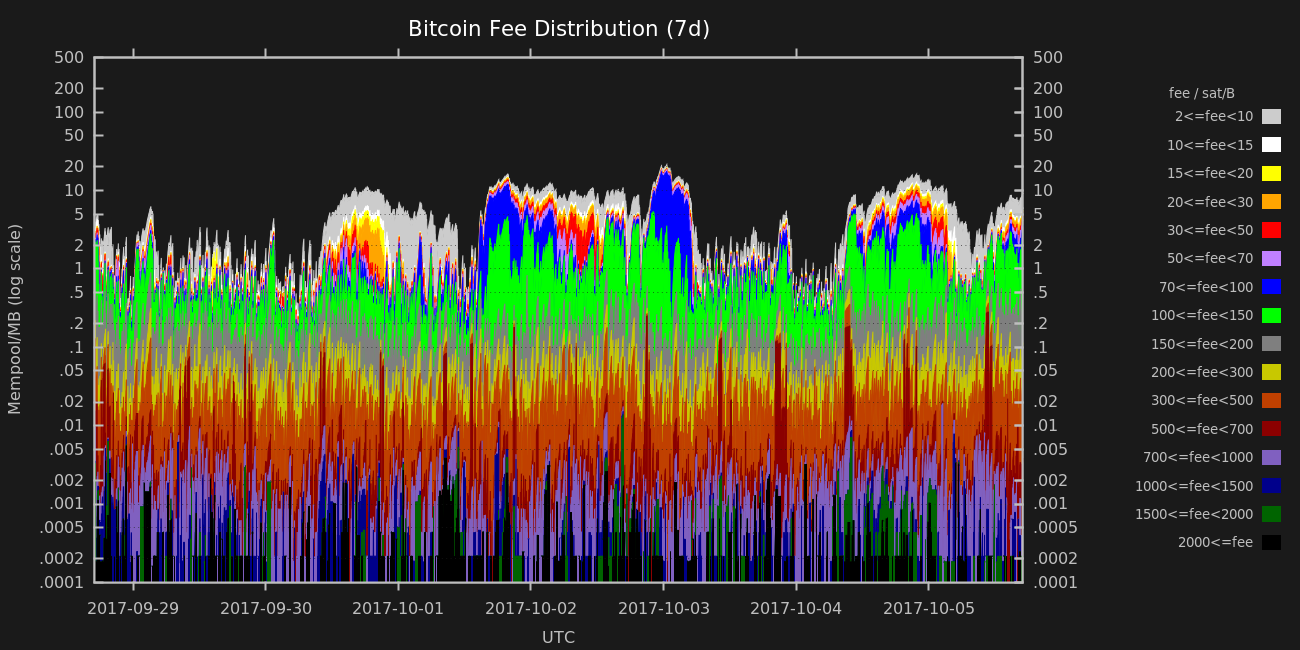 Bitcoin Fee Distribution (7d)
500 500
200 200
100 100
50 50
20 20
10 10
5 5
2 2
1 1
.5 .5
.2 .2
.1 .1
.05 .05
.02 .02
.01 .01
.005 .005
.002 .002
.001 .001
.0005 .0005
.0002 .0002
.0001 .0001
Mempool/MB (log scale)
2017-09-29 2017-09-30 2017-10-01 2017-10-02 2017-10-03 2017-10-04 2017-10-05
UTC
fee / sat/B
2<=fee<10
10<=fee<15
15<=fee<20
20<=fee<30
30<=fee<50
50<=fee<70
70<=fee<100
100<=fee<150
150<=fee<200
200<=fee<300
300<=fee<500
500<=fee<700
700<=fee<1000
1000<=fee<1500
1500<=fee<2000
2000<=fee